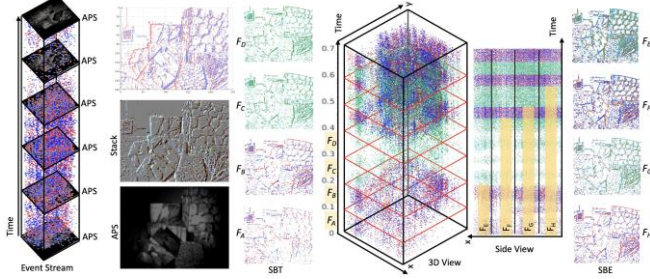 APS
APS
APS
APS
APS
APS
Time
Event Stream
Stack
APS
F_D
F_C
F_B
F_A
SBT
Time
0.7
0.6
0.5
0.4
0.3
0.2
0.1
0
F_D
F_C
F_B
F_A
y
x
3D View
Time
F_E
F_F
F_G
F_H
x
Side View
F_E
F_F
F_G
F_H
SBE